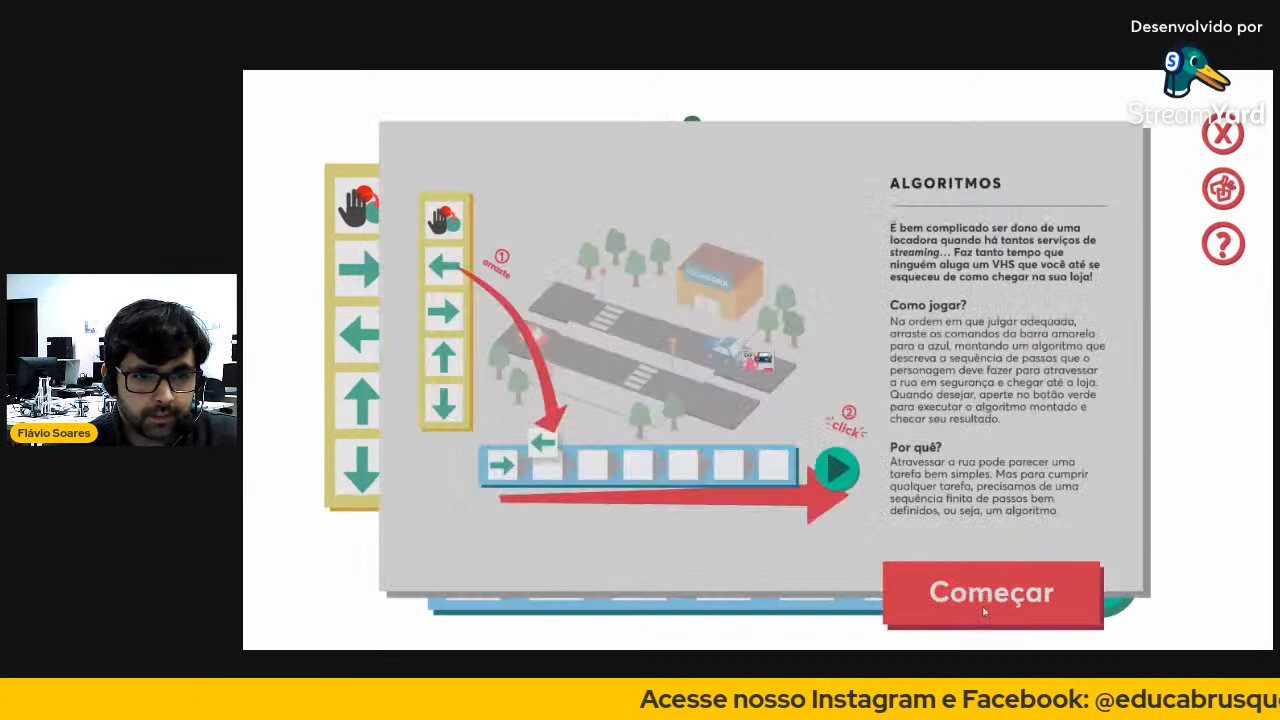 Desenvolvido por
S
StreamYard
X
?
① arraste
LOCADORA
② click
ALGORITMOS
É bem complicado ser dono de uma
locadora quando há tantos serviços de
streaming... Faz tanto tempo que
ninguém aluga um VHS que você até se
esqueceu de como chegar na sua loja!
Como jogar?
Na ordem em que julgar adequada,
arraste os comandos da barra amarela
para a azul, montando um algoritmo que
descreva a sequência de passos que o
personagem deve fazer para atravessar
a rua em segurança e chegar até a loja.
Quando desejar, aperte no botão verde
para executar o algoritmo montado e
checar seu resultado.
Por quê?
Atravessar a rua pode parecer uma
tarefa bem simples. Mas para cumprir
qualquer tarefa, precisamos de uma
sequência finita de passos bem
definidos, ou seja, um algoritmo
Começar
Flávio Soares
Acesse nosso Instagram e Facebook: @educabrusqu